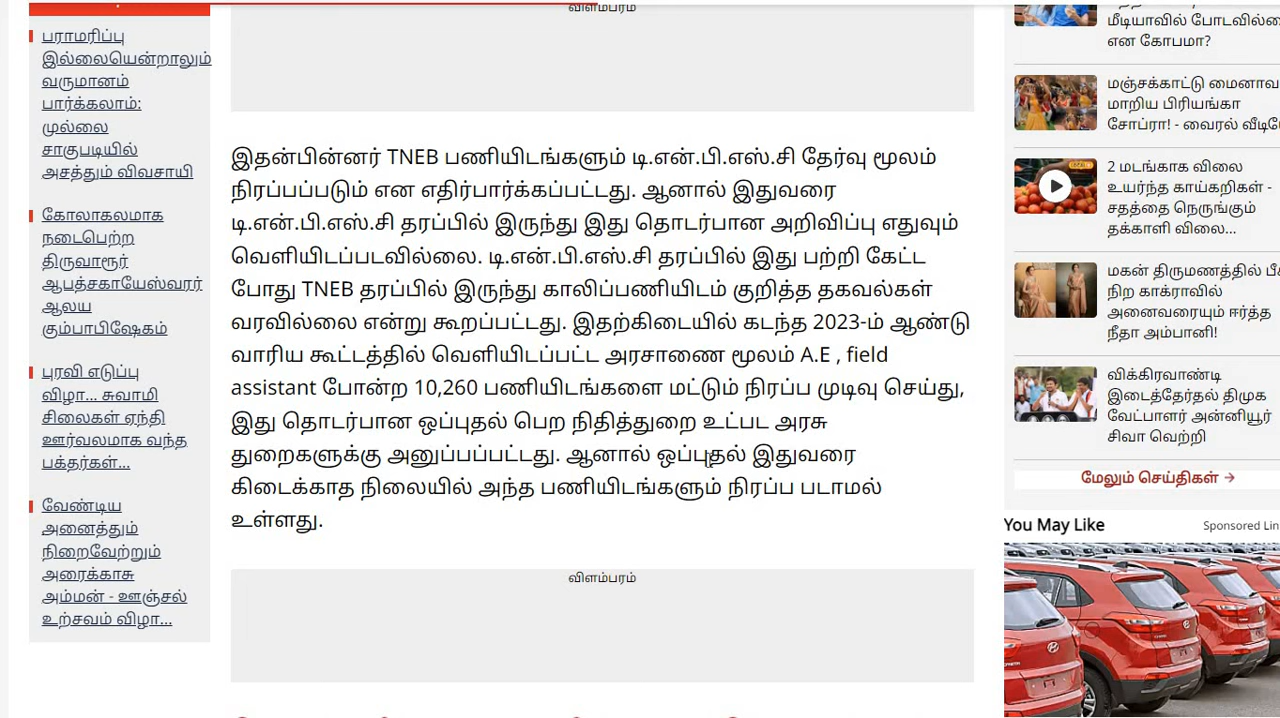 பராமரிப்பு
இல்லையென்றாலும்
வருமானம்
பார்க்கலாம்:
முல்லை
சாகுபடியில்
அசத்தும் விவசாயி
கோலாகலமாக
நடைபெற்ற
திருவாரூர்
ஆபத்சகாயேஸ்வரர்
ஆலய
கும்பாபிஷேகம்
புரவி எடுப்பு
விழா... சுவாமி
சிலைகள் ஏந்தி
ஊர்வலமாக வந்த
பக்தர்கள்...
வேண்டிய
அனைத்தும்
நிறைவேற்றும்
அரைக்காசு
அம்மன் - ஊஞ்சல்
உற்சவம் விழா...
விளம்பரம்
இதன்பின்னர் TNEB பணியிடங்களும் டி.என்.பி.எஸ்.சி தேர்வு மூலம்
நிரப்பப்படும் என எதிர்பார்க்கப்பட்டது. ஆனால் இதுவரை
டி.என்.பி.எஸ்.சி தரப்பில் இருந்து இது தொடர்பான அறிவிப்பு எதுவும்
வெளியிடப்படவில்லை. டி.என்.பி.எஸ்.சி தரப்பில் இது பற்றி கேட்ட
போது TNEB தரப்பில் இருந்து காலிப்பணியிடம் குறித்த தகவல்கள்
வரவில்லை என்று கூறப்பட்டது. இதற்கிடையில் கடந்த 2023-ம் ஆண்டு
வாரிய கூட்டத்தில் வெளியிடப்பட்ட அரசாணை மூலம் A.E , field
assistant போன்ற 10,260 பணியிடங்களை மட்டும் நிரப்ப முடிவு செய்து,
இது தொடர்பான ஒப்புதல் பெற நிதித்துறை உட்பட அரசு
துறைகளுக்கு அனுப்பப்பட்டது. ஆனால் ஒப்புதல் இதுவரை
கிடைக்காத நிலையில் அந்த பணியிடங்களும் நிரப்ப படாமல்
உள்ளது.
விளம்பரம்
மீடியாவில் போடவில்லை
என கோபமா?
மஞ்சக்காட்டு மைனாவ
மாறிய பிரியங்கா
சோப்ரா! - வைரல் வீடியோ
2 மடங்காக விலை
உயர்ந்த காய்கறிகள் -
சதத்தை நெருங்கும்
தக்காளி விலை...
மகன் திருமணத்தில் பீ
நிற காக்ராவில்
அனைவரையும் ஈர்த்த
நீதா அம்பானி!
விக்கிரவாண்டி
இடைத்தேர்தல் திமுக
வேட்பாளர் அன்னியூர்
சிவா வெற்றி
மேலும் செய்திகள் →
You May Like
Sponsored Lin